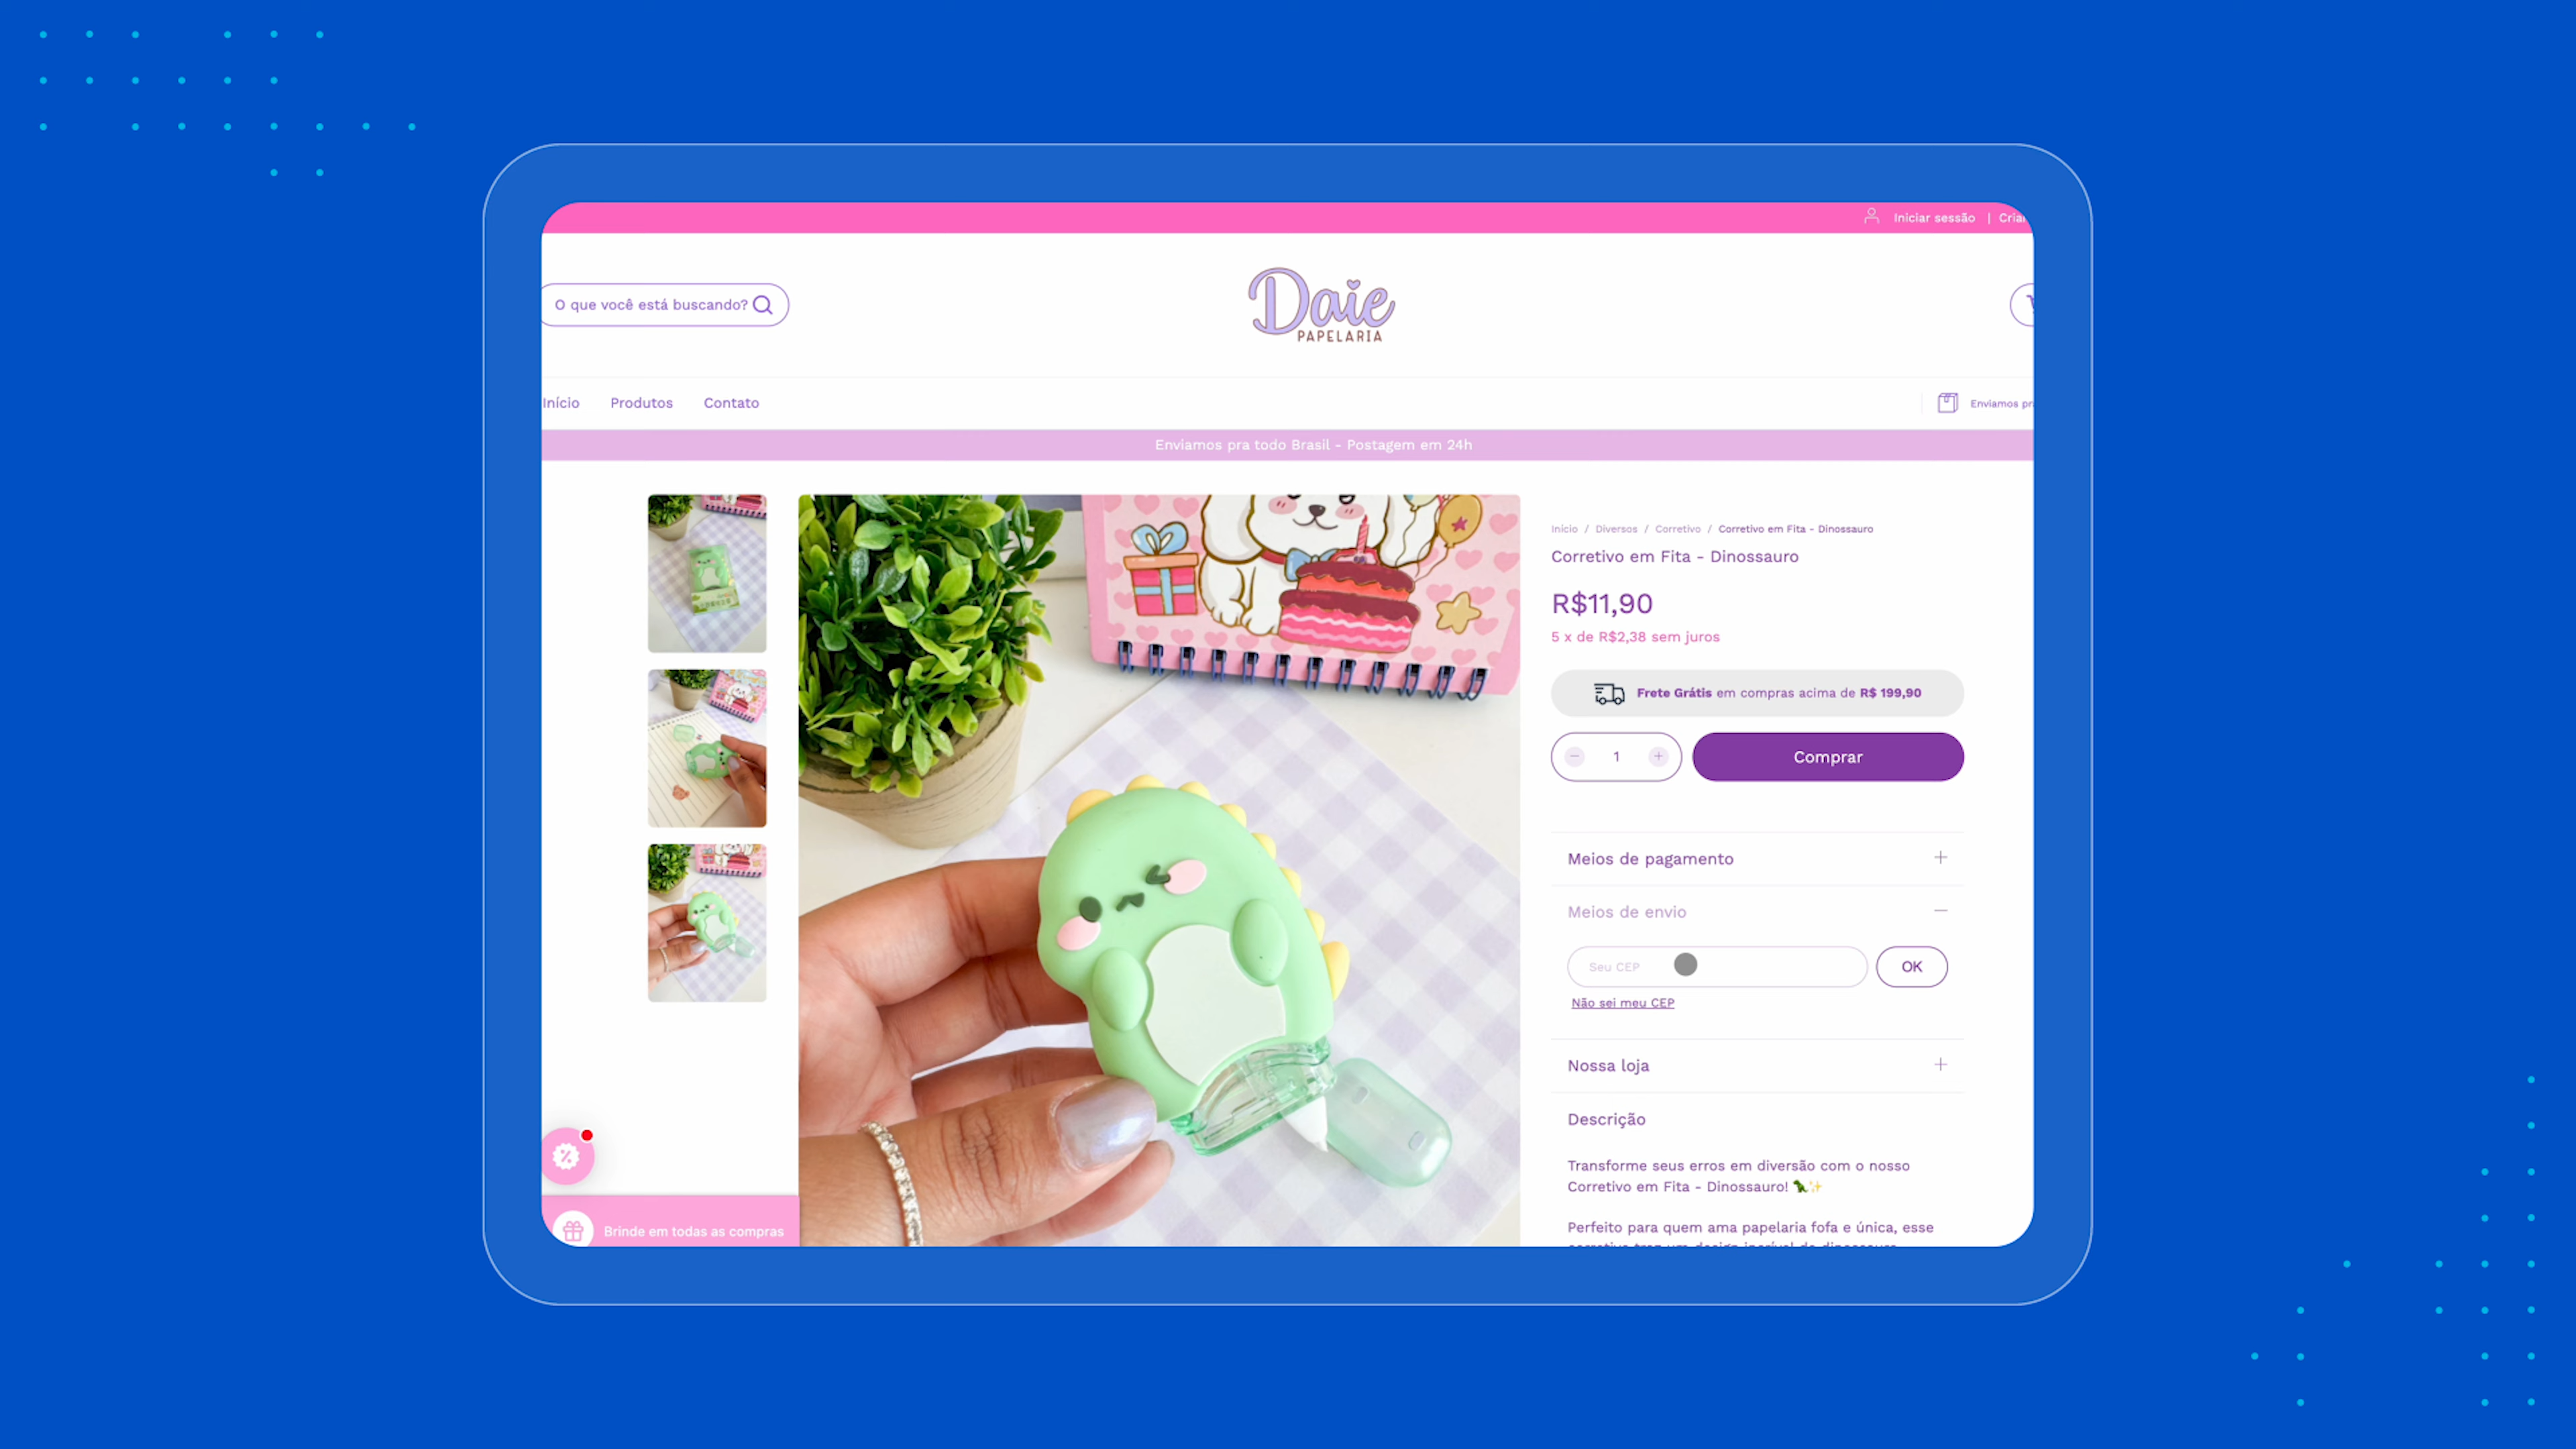 Iniciar sessão | Cria
O que você está buscando?
Daie
PAPELARIA
Início Produtos Contato
Enviamos pr
Enviamos pra todo Brasil - Postagem em 24h
Início / Diversos / Corretivo / Corretivo em Fita - Dinossauro
Corretivo em Fita - Dinossauro
R$11,90
5 x de R$2,38 sem juros
Frete Grátis em compras acima de R$ 199,90
1
Comprar
Meios de pagamento
Meios de envio
Seu CEP
OK
Não sei meu CEP
Nossa loja
Descrição
Transforme seus erros em diversão com o nosso
Corretivo em Fita - Dinossauro! 🦖✨
Perfeito para quem ama papelaria fofa e única, esse
Brinde em todas as compras